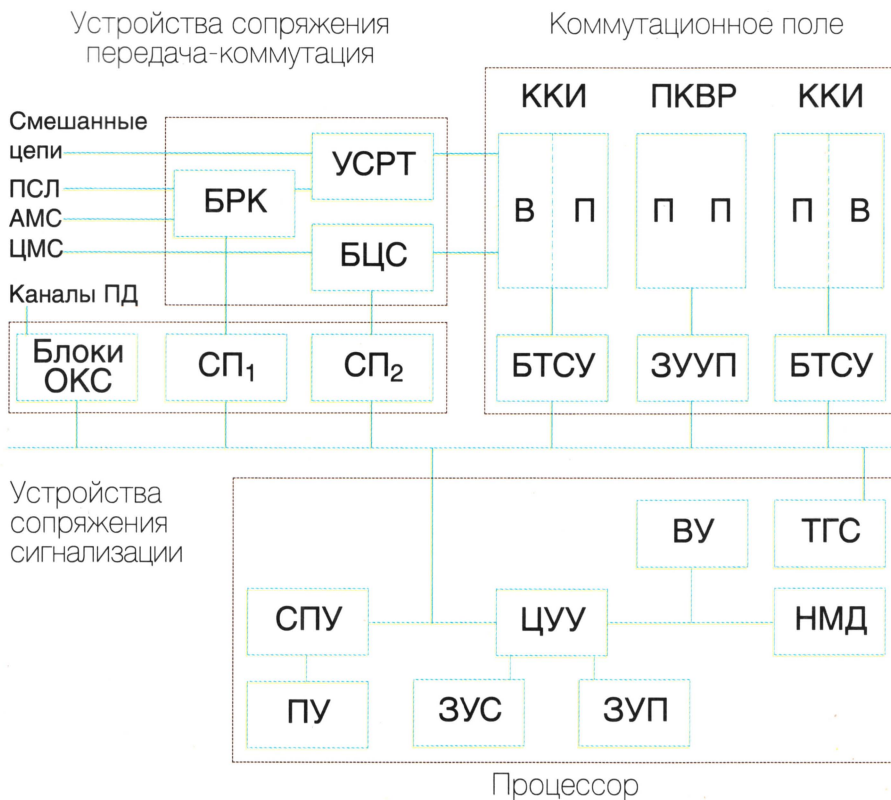 Устройства сопряжения
передача-коммутация
Коммутационное поле
ККИ ПКВР ККИ
Смешанные
цепи
ПСЛ
АМС
ЦМС
УСРТ
БРК
БЦС
В П П П П В
Каналы ПД
Блоки
ОКС
СП₁
СП₂
БТСУ ЗУУП БТСУ
Устройства
сопряжения
сигнализации
ВУ ТГС
СПУ ЦУУ НМД
ПУ ЗУС ЗУП
Процессор